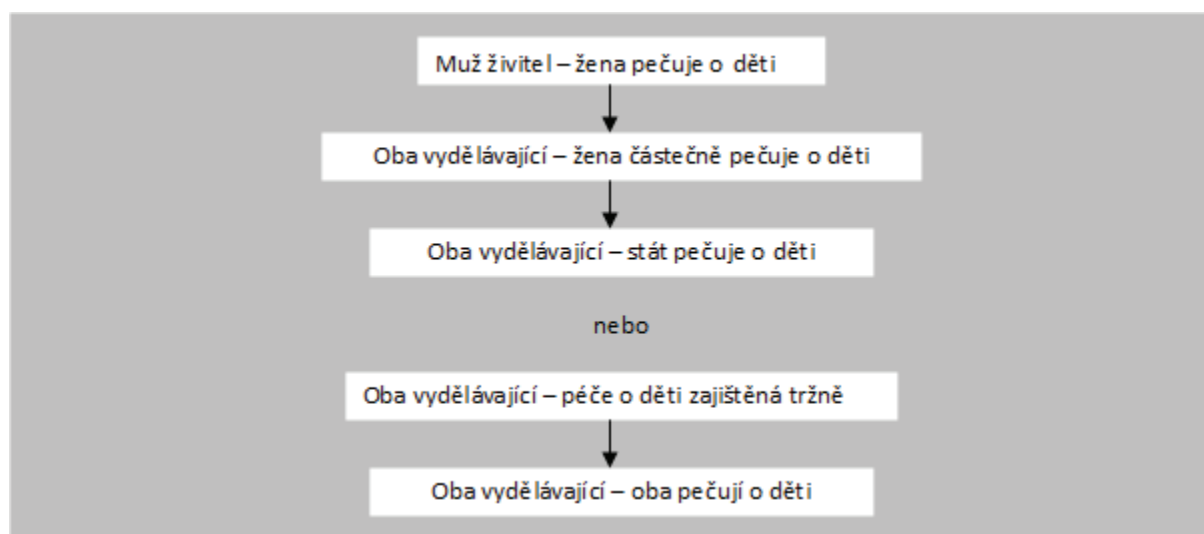 Muž živitel – žena pečuje o děti
Oba vydělávající – žena částečně pečuje o děti
Oba vydělávající – stát pečuje o děti
nebo
Oba vydělávající – péče o děti zajištěná tržně
Oba vydělávající – oba pečují o děti